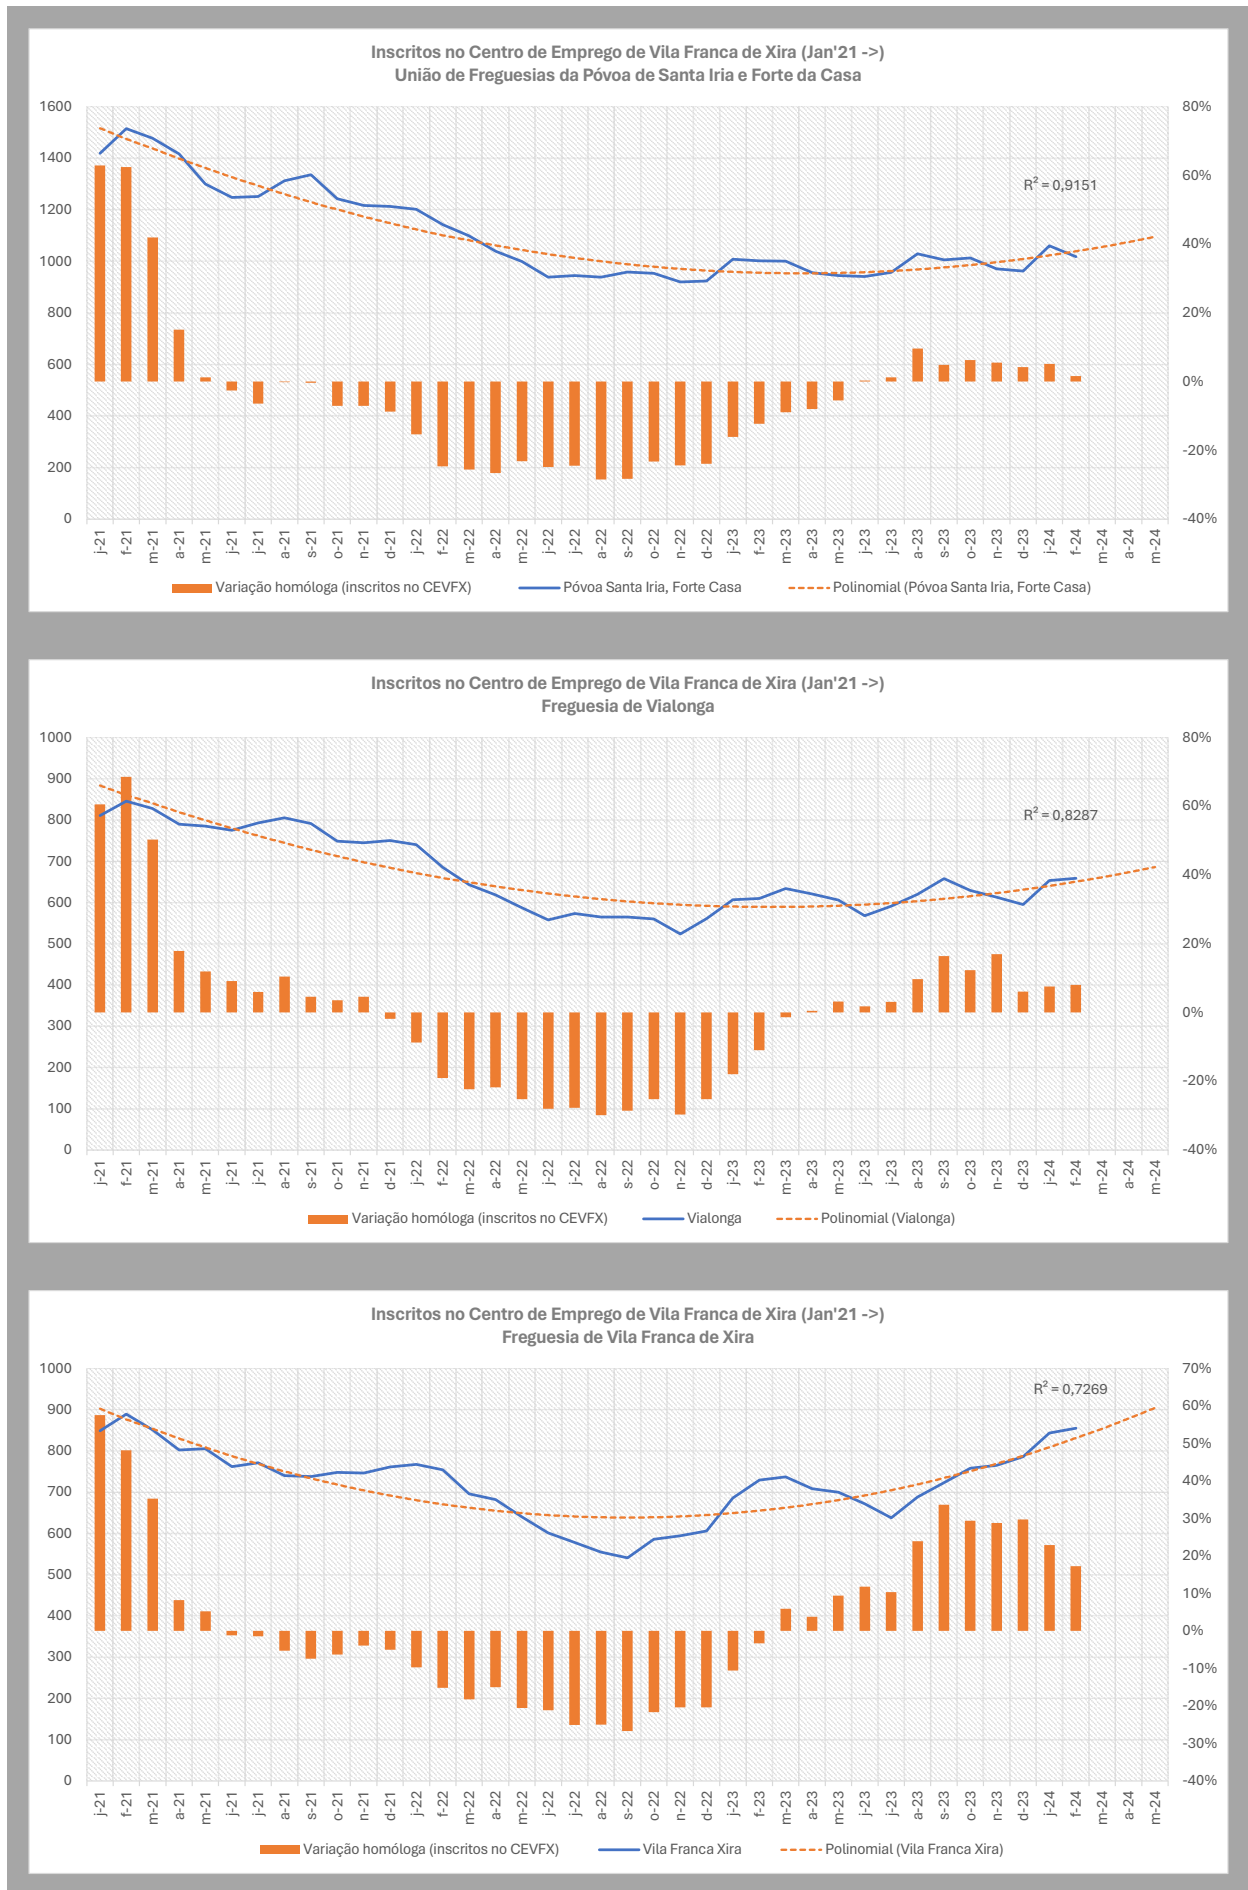 Inscritos no Centro de Emprego de Vila Franca de Xira (Jan'21 ->)
União de Freguesias da Póvoa de Santa Iria e Forte da Casa
1600 80%
1400 60%
R² = 0,9151
1200
1000 40%
800 20%
600
400 0%
200 -20%
0 -40%
j-21 f-21 m-21 a-21 m-21 j-21 j-21 a-21 s-21 o-21 n-21 d-21 j-22 f-22 m-22 a-22 m-22 j-22 j-22 a-22 s-22 o-22 n-22 d-22 j-23 f-23 m-23 a-23 m-23 j-23 j-23 a-23 s-23 o-23 n-23 d-23 j-24 f-24 m-24 a-24 m-24
Variação homóloga (inscritos no CEVFX) Póvoa Santa Iria, Forte Casa Polinomial (Póvoa Santa Iria, Forte Casa)
Inscritos no Centro de Emprego de Vila Franca de Xira (Jan'21 ->)
Freguesia de Vialonga
1000 80%
900
800 60%
R² = 0,8287
700
600 40%
500 20%
400
300 0%
200 -20%
100
0 -40%
j-21 f-21 m-21 a-21 m-21 j-21 j-21 a-21 s-21 o-21 n-21 d-21 j-22 f-22 m-22 a-22 m-22 j-22 j-22 a-22 s-22 o-22 n-22 d-22 j-23 f-23 m-23 a-23 m-23 j-23 j-23 a-23 s-23 o-23 n-23 d-23 j-24 f-24 m-24 a-24 m-24
Variação homóloga (inscritos no CEVFX) Vialonga Polinomial (Vialonga)
Inscritos no Centro de Emprego de Vila Franca de Xira (Jan'21 ->)
Freguesia de Vila Franca de Xira
1000 70%
R² = 0,7269
900 60%
800 50%
700 40%
600 30%
500 20%
400 10%
300 0%
200 -10%
100 -20%
0 -30%
-40%
j-21 f-21 m-21 a-21 m-21 j-21 j-21 a-21 s-21 o-21 n-21 d-21 j-22 f-22 m-22 a-22 m-22 j-22 j-22 a-22 s-22 o-22 n-22 d-22 j-23 f-23 m-23 a-23 m-23 j-23 j-23 a-23 s-23 o-23 n-23 d-23 j-24 f-24 m-24 a-24 m-24
Variação homóloga (inscritos no CEVFX) Vila Franca Xira Polinomial (Vila Franca Xira)